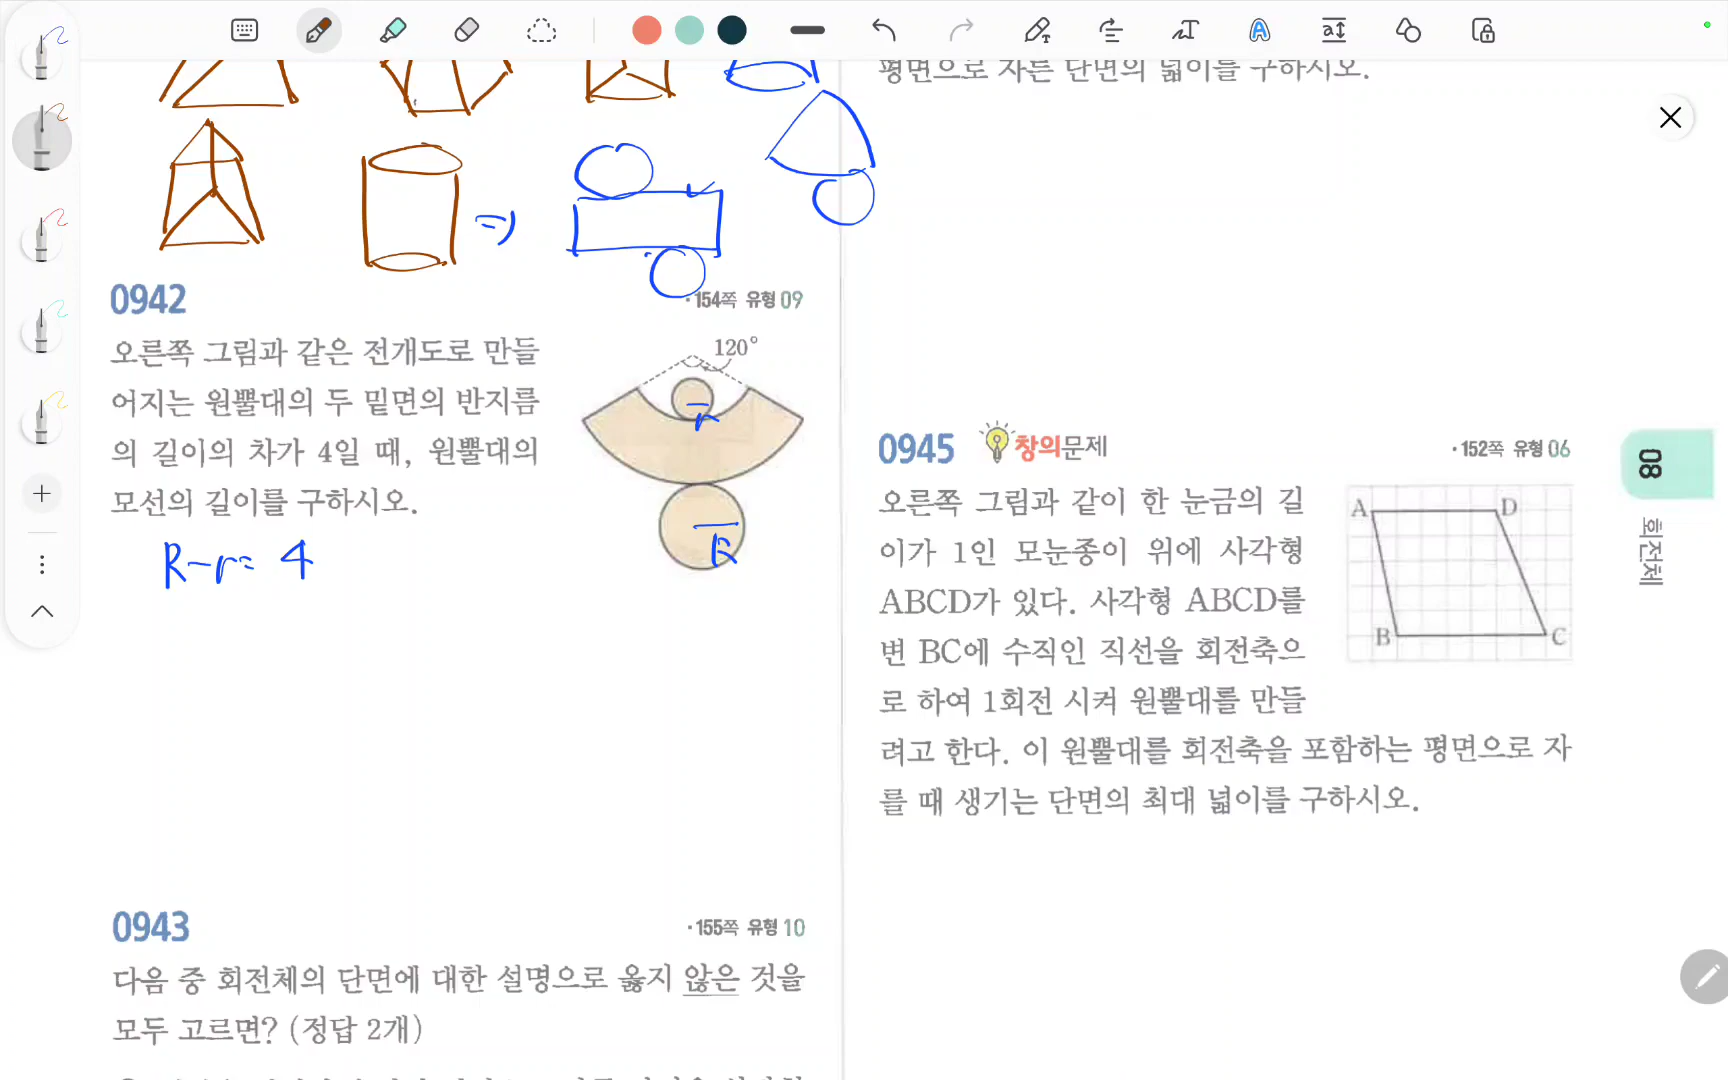 0942
·154쪽 유형 09
오른쪽 그림과 같은 전개도로 만들
어지는 원뿔대의 두 밑면의 반지름
의 길이의 차가 4일 때, 원뿔대의
모선의 길이를 구하시오.
120°
r
R
R-r= 4
0943
·155쪽 유형 10
다음 중 회전체의 단면에 대한 설명으로 옳지 않은 것을
모두 고르면? (정답 2개)
평면으로 자른 단면의 넓이를 구하시오.
0945
창의문제
·152쪽 유형 06
오른쪽 그림과 같이 한 눈금의 길
이가 1인 모눈종이 위에 사각형
ABCD가 있다. 사각형 ABCD를
변 BC에 수직인 직선을 회전축으
로 하여 1회전 시켜 원뿔대를 만들
려고 한다. 이 원뿔대를 회전축을 포함하는 평면으로 자
를 때 생기는 단면의 최대 넓이를 구하시오.
A
D
B
C
08
회전체